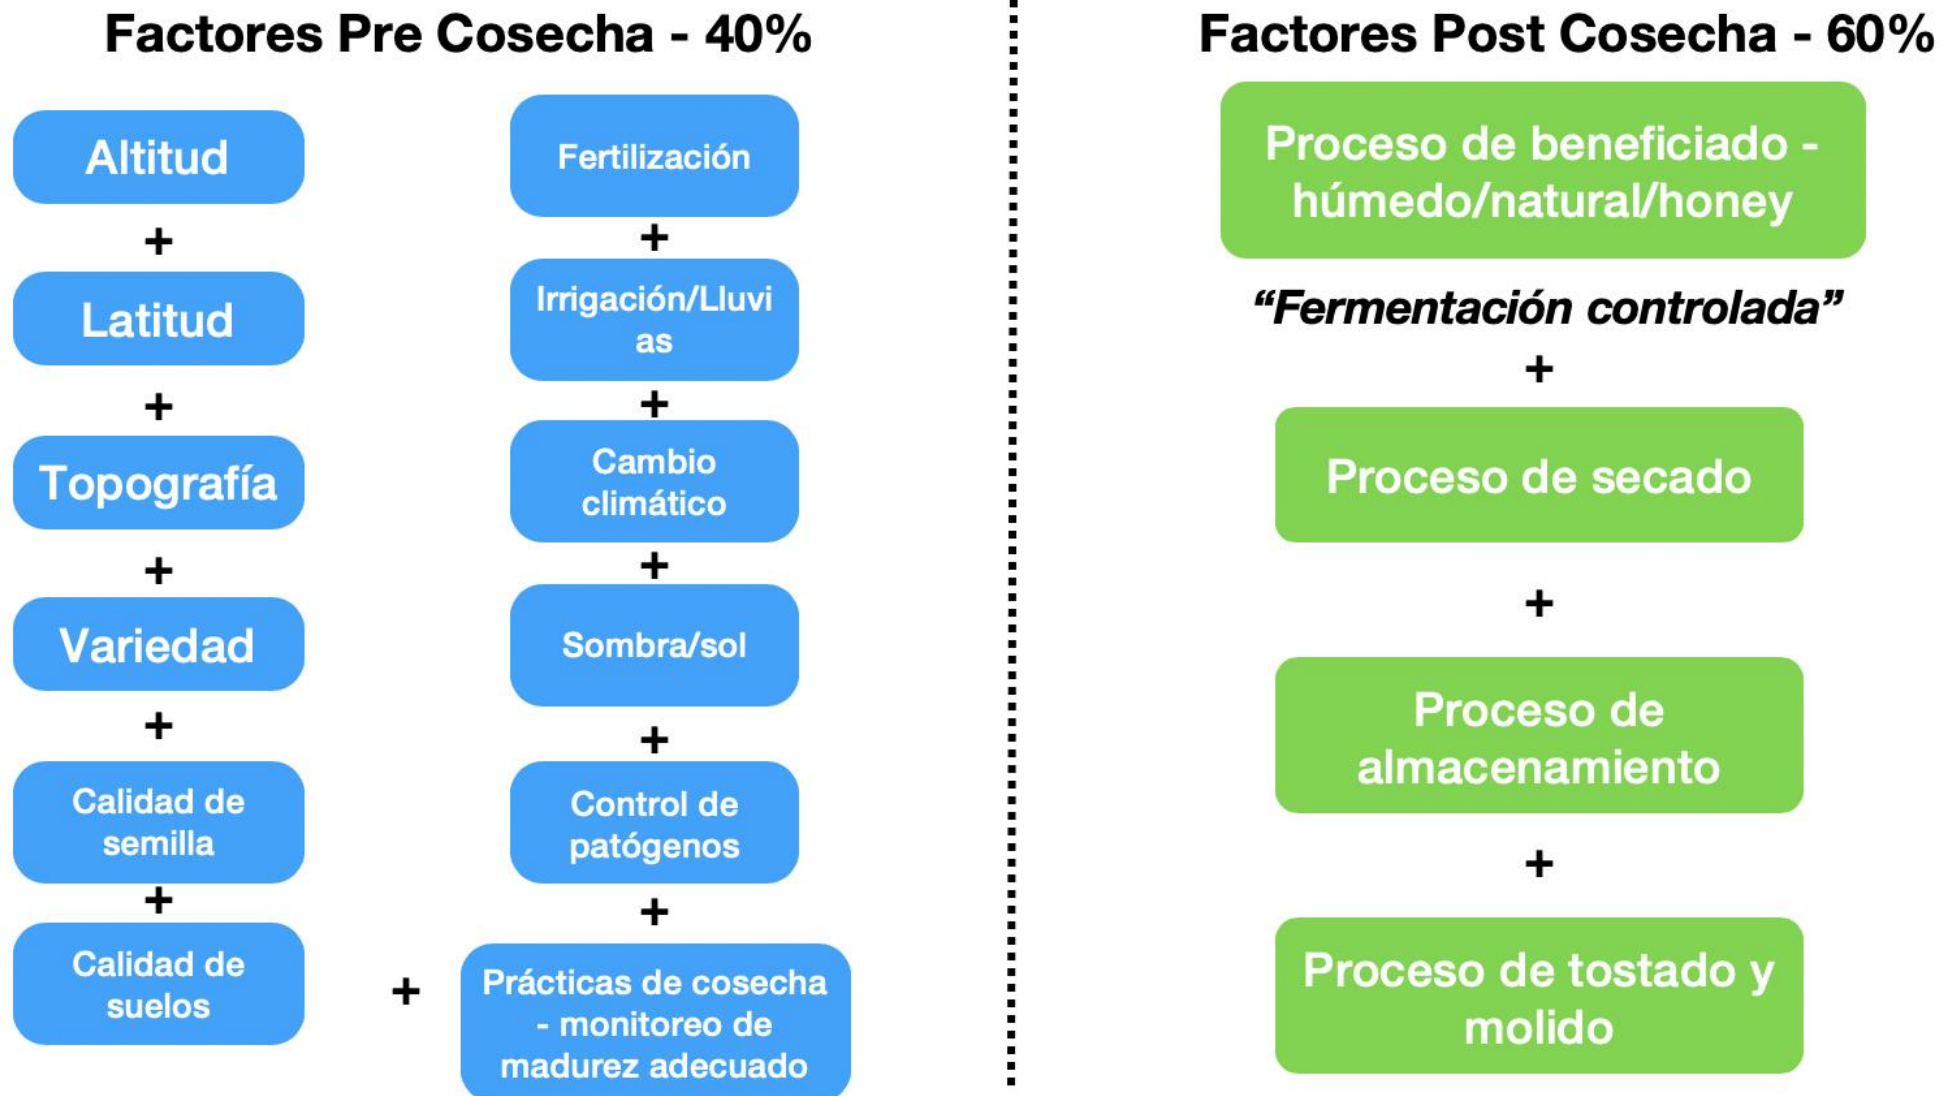 Factores Pre Cosecha - 40%
Altitud
+
Latitud
+
Topografía
+
Variedad
+
Calidad de
semilla
+
Calidad de
suelos
+
Fertilización
+
Irrigación/Lluvi
as
+
Cambio
climático
+
Sombra/sol
+
Control de
patógenos
+
Prácticas de cosecha
- monitoreo de
madurez adecuado
Factores Post Cosecha - 60%
Proceso de beneficiado -
húmedo/natural/honey
“Fermentación controlada”
+
Proceso de secado
+
Proceso de
almacenamiento
+
Proceso de tostado y
molido